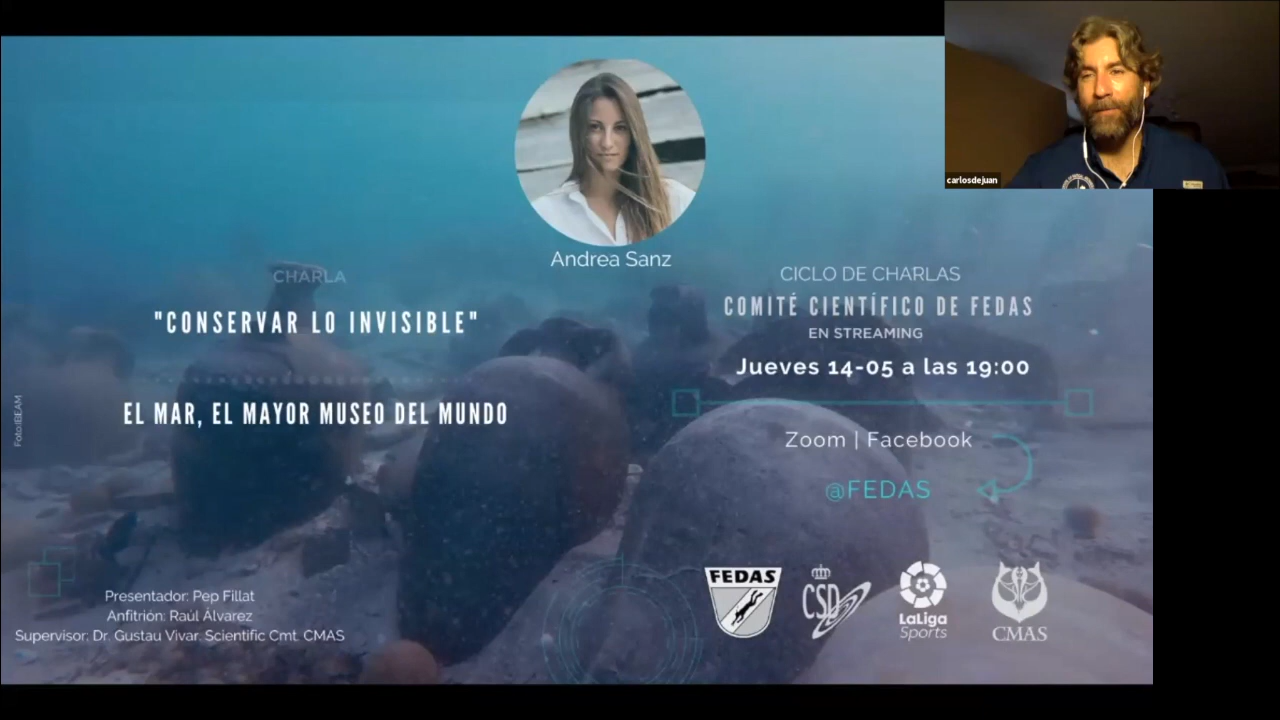 carlosdejuan
Andrea Sanz
CHARLA
"CONSERVAR LO INVISIBLE"
EL MAR, EL MAYOR MUSEO DEL MUNDO
CICLO DE CHARLAS
COMITÉ CIENTÍFICO DE FEDAS
EN STREAMING
Jueves 14-05 a las 19:00
Zoom | Facebook
@FEDAS
Foto:IBEAM
Presentador: Pep Fillat
Anfitrión: Raúl Álvarez
Supervisor: Dr. Gustau Vivar. Scientific Cmt. CMAS
FEDAS
CSD
LaLiga
Sports
CMAS